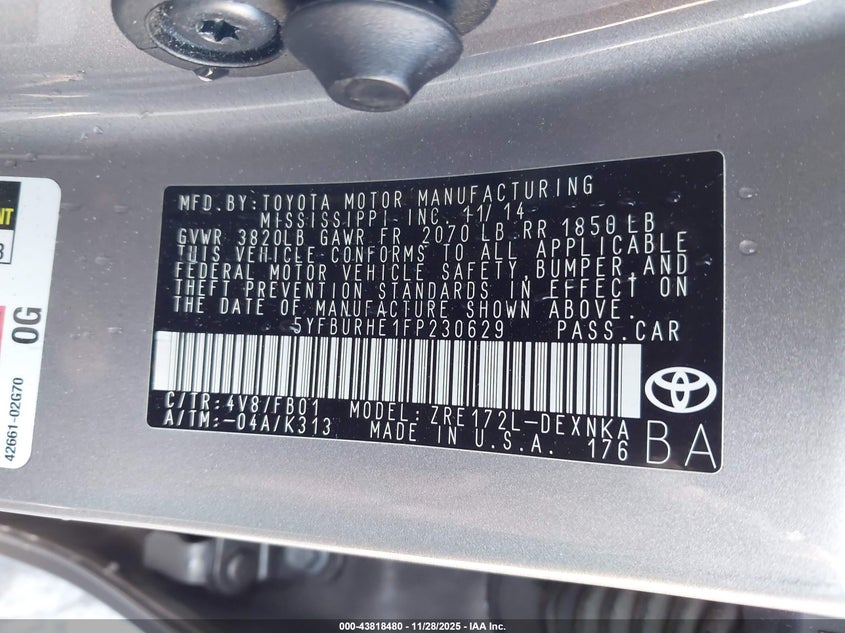 MFD. BY: TOYOTA MOTOR MANUFACTURING
MISSISSIPPI INC. 11/14
GVWR 3820LB GAWR FR 2070 LB RR 1850 LB
THIS VEHICLE CONFORMS TO ALL APPLICABLE
FEDERAL MOTOR VEHICLE SAFETY, BUMPER, AND
THEFT PREVENTION STANDARDS IN EFFECT ON
THE DATE OF MANUFACTURE SHOWN ABOVE.
5YFBURHE1FP230629 PASS.CAR
C/TR:4V8/FB01 MODEL: ZRE172L-DEXNKA
A/TM:-04A/K313 MADE IN U.S.A. 176
BA
0G
42661-02G70
000-43818480 - 11/28/2025 - IAA Inc.